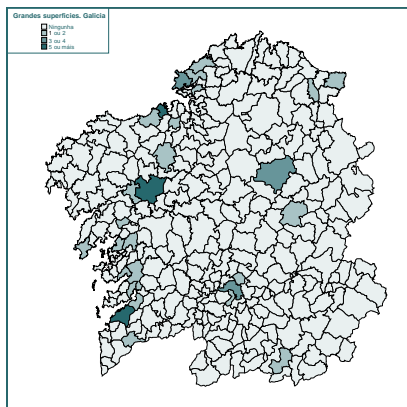 Grandes superficies. Galicia
Ningunha
1 ou 2
3 ou 4
5 ou máis